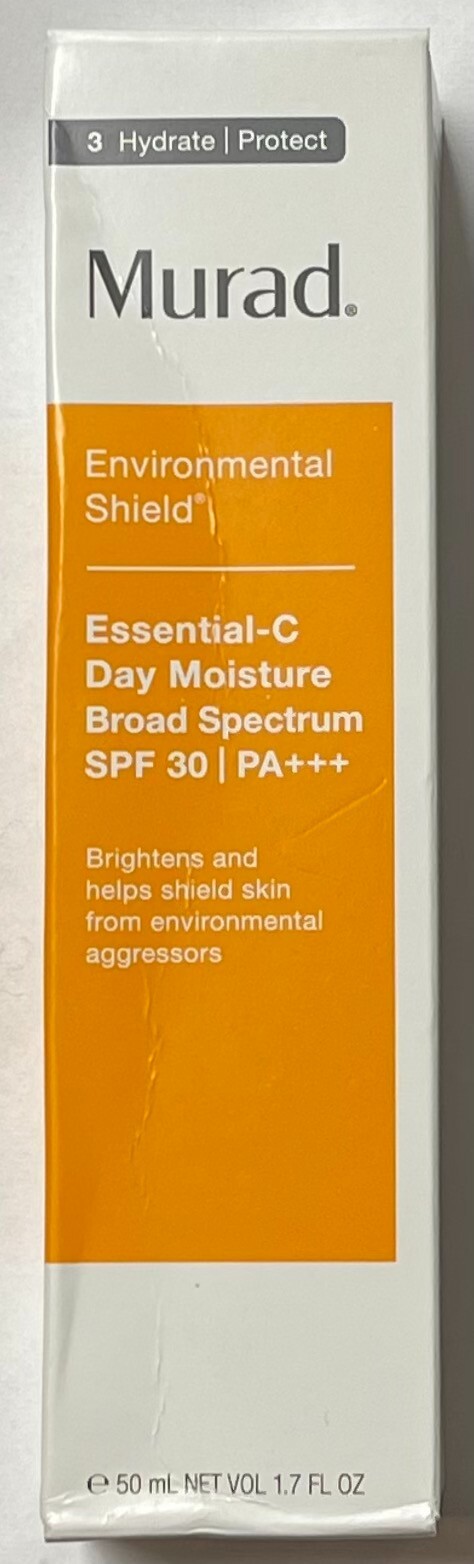 3 Hydrate | Protect
Murad®
Environmental
Shield®
Essential-C
Day Moisture
Broad Spectrum
SPF 30 | PA+++
Brightens and
helps shield skin
from environmental
aggressors
℮ 50 mL NET VOL 1.7 FL OZ